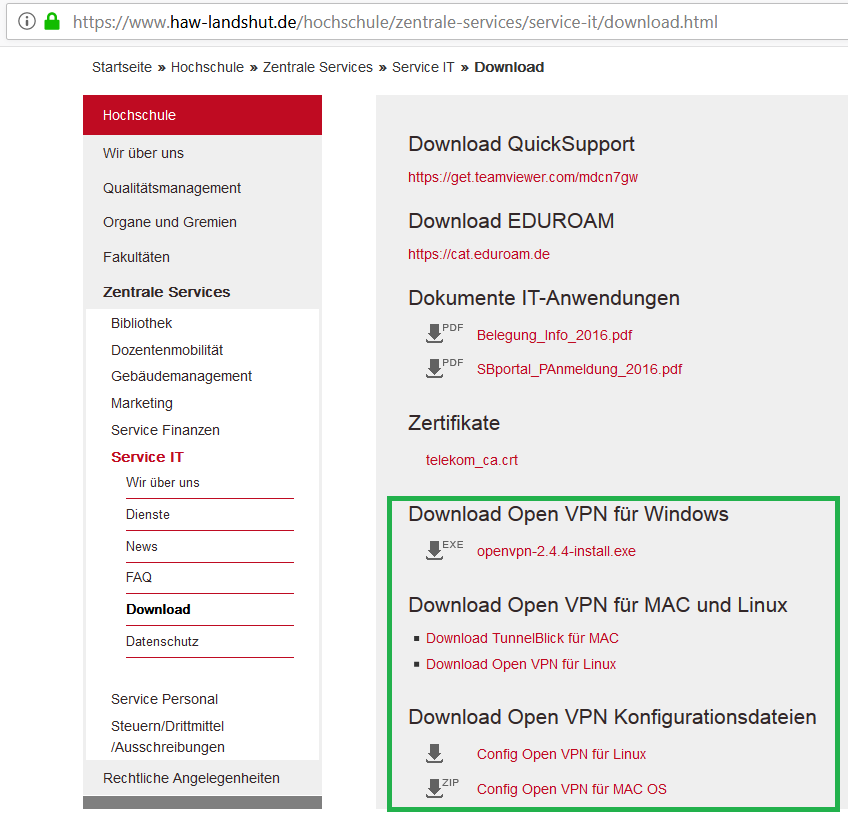 https://www.haw-landshut.de/hochschule/zentrale-services/service-it/download.html
Startseite » Hochschule » Zentrale Services » Service IT » Download
Hochschule
Wir über uns
Qualitätsmanagement
Organe und Gremien
Fakultäten
Zentrale Services
Bibliothek
Dozentenmobilität
Gebäudemanagement
Marketing
Service Finanzen
Service IT
Wir über uns
Dienste
News
FAQ
Download
Datenschutz
Service Personal
Steuern/Drittmittel
/Ausschreibungen
Rechtliche Angelegenheiten
Download QuickSupport
https://get.teamviewer.com/mdcn7gw
Download EDUROAM
https://cat.eduroam.de
Dokumente IT-Anwendungen
PDF Belegung_Info_2016.pdf
PDF SBportal_PAnmeldung_2016.pdf
Zertifikate
telekom_ca.crt
Download Open VPN für Windows
EXE openvpn-2.4.4-install.exe
Download Open VPN für MAC und Linux
▪ Download TunnelBlick für MAC
▪ Download Open VPN für Linux
Download Open VPN Konfigurationsdateien
Config Open VPN für Linux
ZIP Config Open VPN für MAC OS